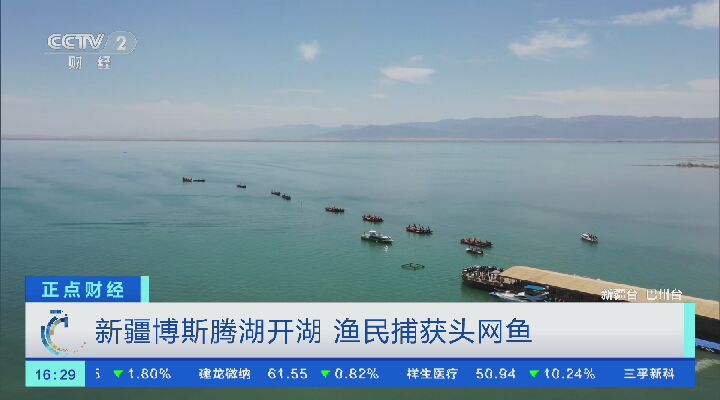 CCTV 2
财经
新疆台 巴州台
正点财经
新疆博斯腾湖开湖 渔民捕获头网鱼
16:29 5 ▼1.80% 建龙微纳 61.55 ▼0.82% 祥生医疗 50.94 ▼10.24% 三孚新科